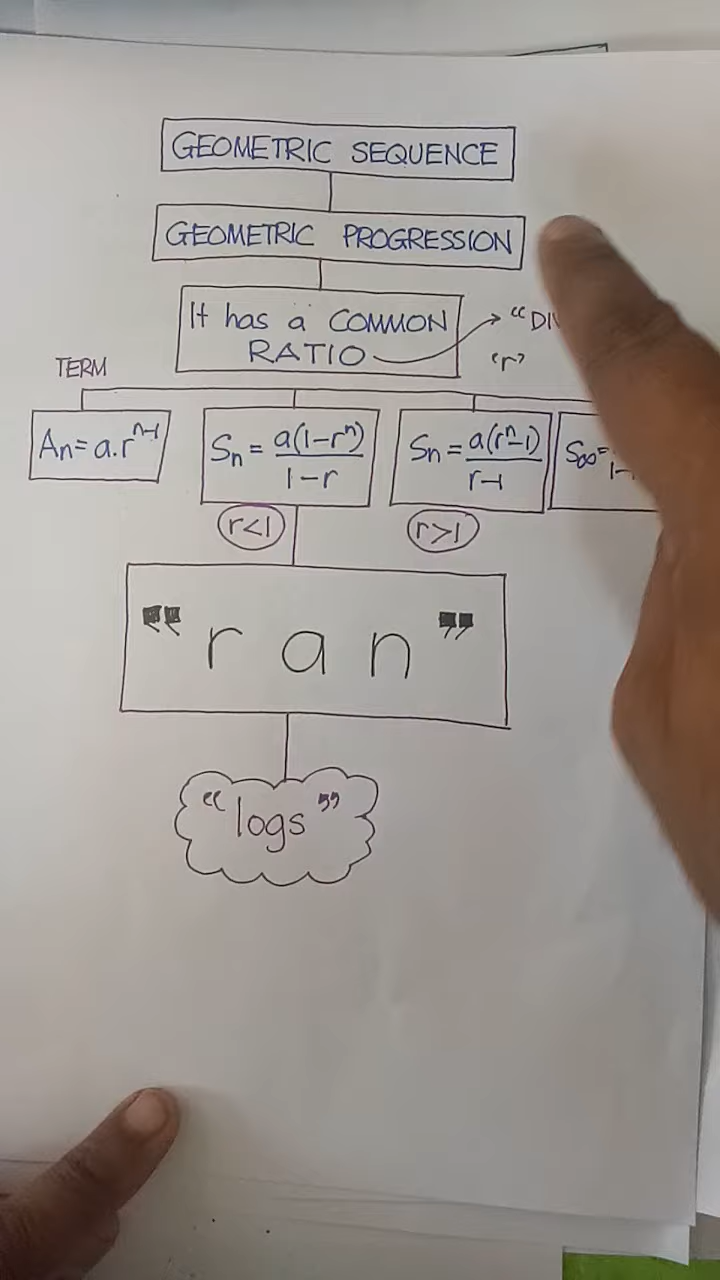 GEOMETRIC SEQUENCE
GEOMETRIC PROGRESSION
It has a COMMON
RATIO
"r"
TERM
An = a.r^(n-1)
Sn = a(1-r^n)/(1-r)
Sn = a(r^n-1)/(r-1)
S∞ =
r<1
r>1
"ran"
"logs"